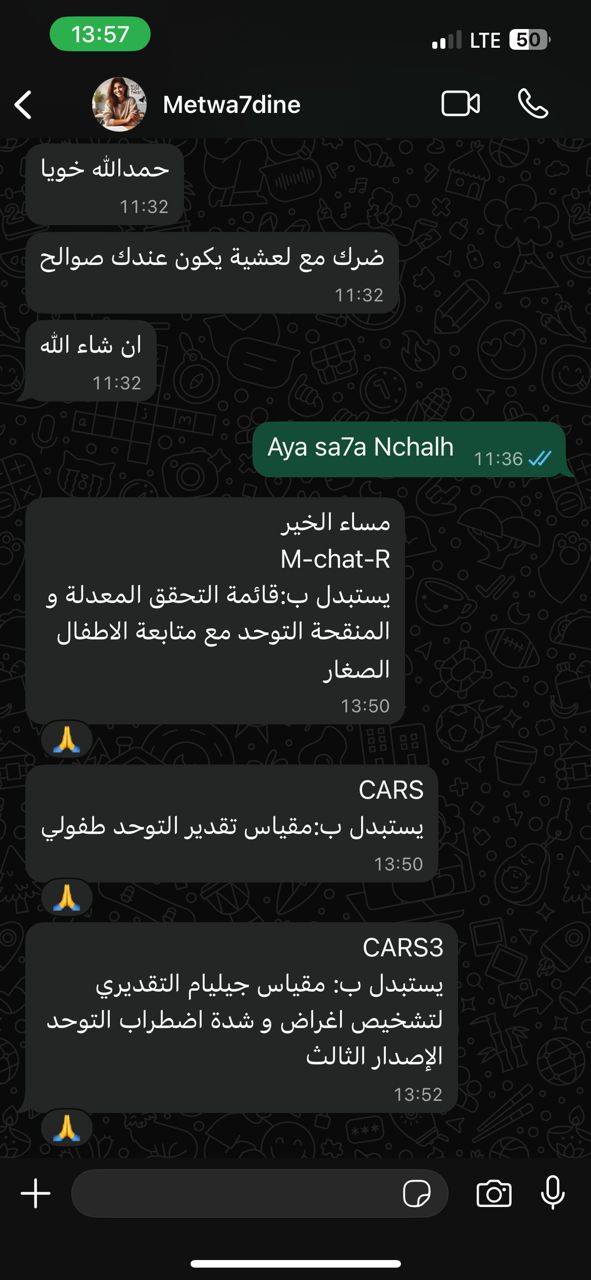 13:57
LTE 50
Metwa7dine
حمدالله خويا
11:32
ضرك مع لعشية يكون عندك صوالح
11:32
ان شاء الله
11:32
Aya sa7a Nchalh 11:36
مساء الخير
M-chat-R
يستبدل ب:قائمة التحقق المعدلة و
المنقحة التوحد مع متابعة الاطفال
الصغار
13:50
CARS
يستبدل ب:مقياس تقدير التوحد طفولي
13:50
CARS3
يستبدل ب: مقياس جيليام التقديري
لتشخيص اغراض و شدة اضطراب التوحد
الإصدار الثالث
13:52